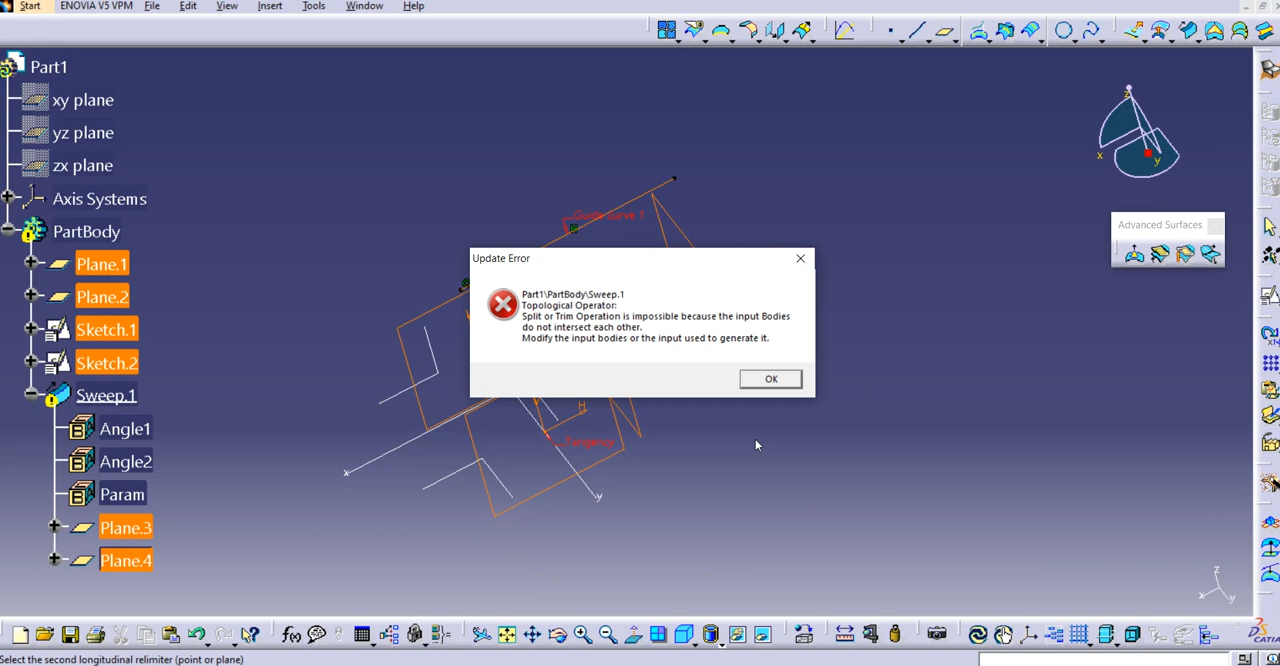 Start ENOVIA V5 VPM File Edit View Insert Tools Window Help
Part1
xy plane
yz plane
zx plane
Axis Systems
PartBody
Plane.1
Plane.2
Sketch.1
Sketch.2
Sweep.1
Angle1
Angle2
Param
Plane.3
Plane.4
Guide curve 1
H
Tangency
x
y
z
x
y
Advanced Surfaces
Update Error
Part1\PartBody\Sweep.1
Topological Operator:
Split or Trim Operation is impossible because the input Bodies
do not intersect each other.
Modify the input bodies or the input used to generate it.
OK
z
x
y
f(x)
Select the second longitudinal relimiter (point or plane)